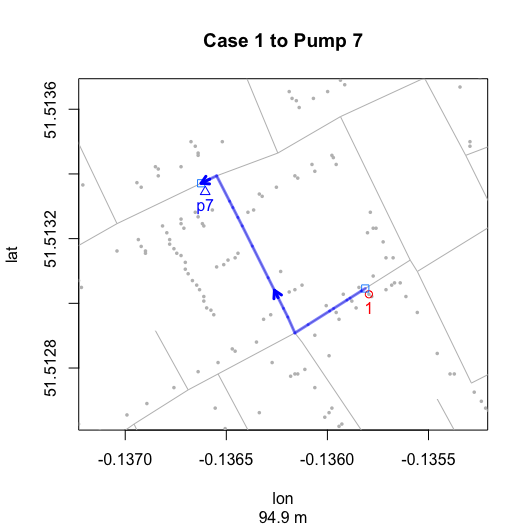 Case 1 to Pump 7
51.5136
51.5132
51.5128
lat
p7
1
-0.1370 -0.1365 -0.1360 -0.1355
lon
94.9 m